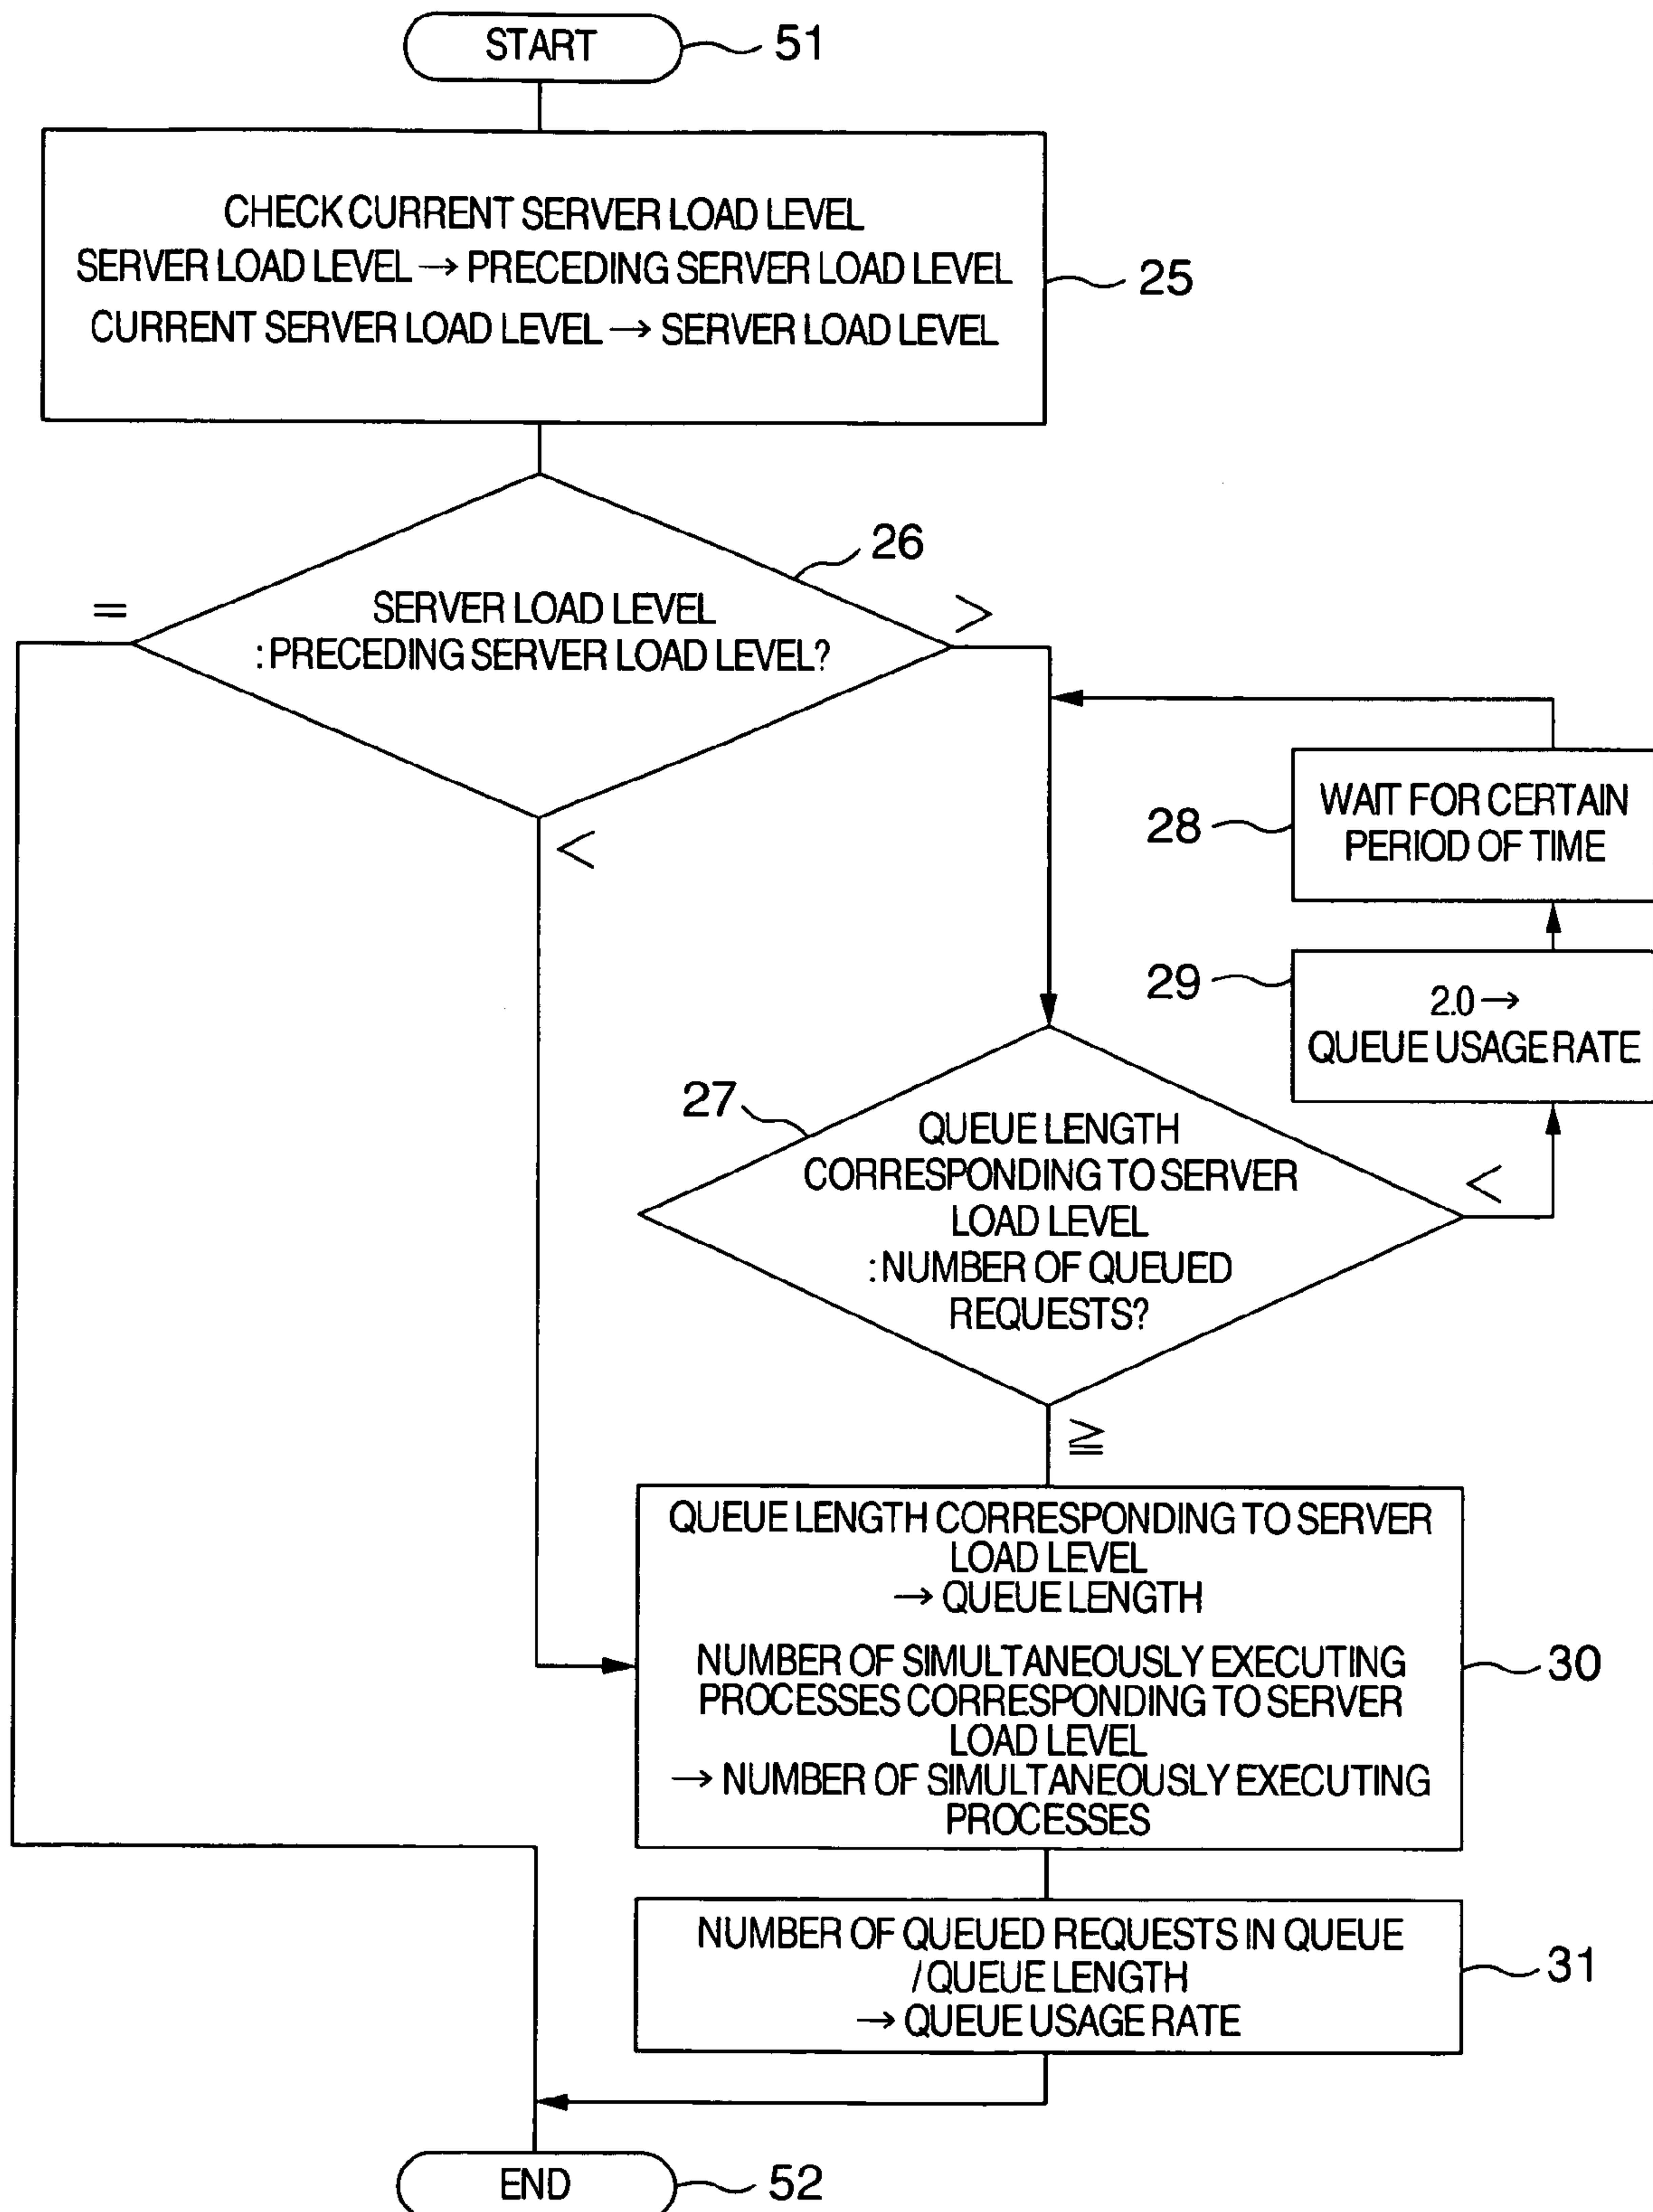 START
51
CHECK CURRENT SERVER LOAD LEVEL
SERVER LOAD LEVEL → PRECEDING SERVER LOAD LEVEL
CURRENT SERVER LOAD LEVEL → SERVER LOAD LEVEL
25
26
=
SERVER LOAD LEVEL
: PRECEDING SERVER LOAD LEVEL?
>
<
WAIT FOR CERTAIN
PERIOD OF TIME
28
2.0 →
QUEUE USAGE RATE
29
27
QUEUE LENGTH
CORRESPONDING TO SERVER
LOAD LEVEL
: NUMBER OF QUEUED
REQUESTS?
<
≧
QUEUE LENGTH CORRESPONDING TO SERVER
LOAD LEVEL
→ QUEUE LENGTH
NUMBER OF SIMULTANEOUSLY EXECUTING
PROCESSES CORRESPONDING TO SERVER
LOAD LEVEL
→ NUMBER OF SIMULTANEOUSLY EXECUTING
PROCESSES
30
NUMBER OF QUEUED REQUESTS IN QUEUE
/ QUEUE LENGTH
→ QUEUE USAGE RATE
31
END
52